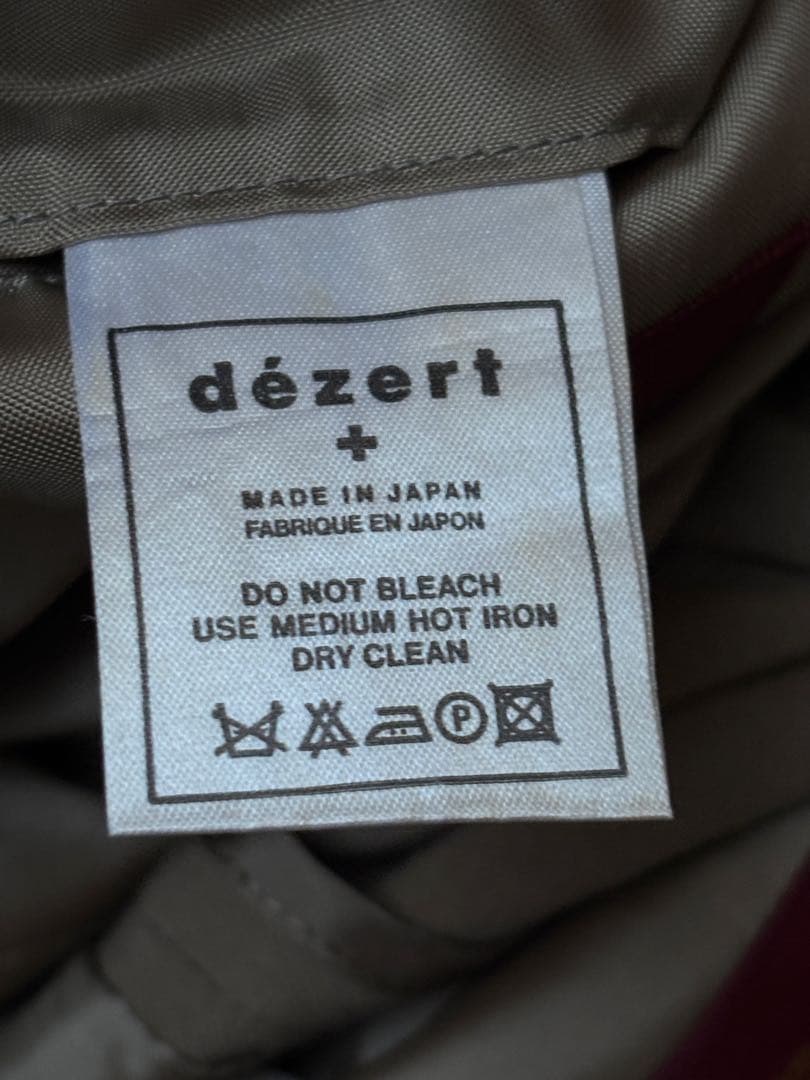 dézert
+
MADE IN JAPAN
FABRIQUE EN JAPON
DO NOT BLEACH
USE MEDIUM HOT IRON
DRY CLEAN
P